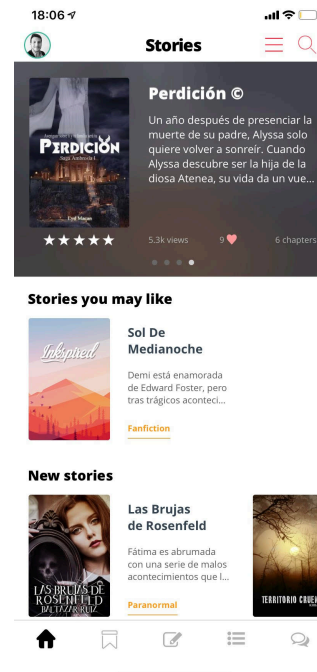 18:06
Stories
Perdición ©
Un año después de presenciar la
muerte de su padre, Alyssa solo
quiere volver a sonreír. Cuando
Alyssa descubre ser la hija de la
diosa Atenea, su vida da un vue...
PERDICIÓN
Saga Ambrosía I.
5.3k views
9
6 chapters
Stories you may like
Inkspired
Sol De
Medianoche
Demi está enamorada
de Edward Foster, pero
tras trágicos aconteci...
Fanfiction
New stories
LAS BRUJAS DE
ROSENFELD
BALTAZAR RUIZ
Las Brujas
de Rosenfeld
Fátima es abrumada
con una serie de malos
acontecimientos que l...
Paranormal
TERRITORIO CRUEN